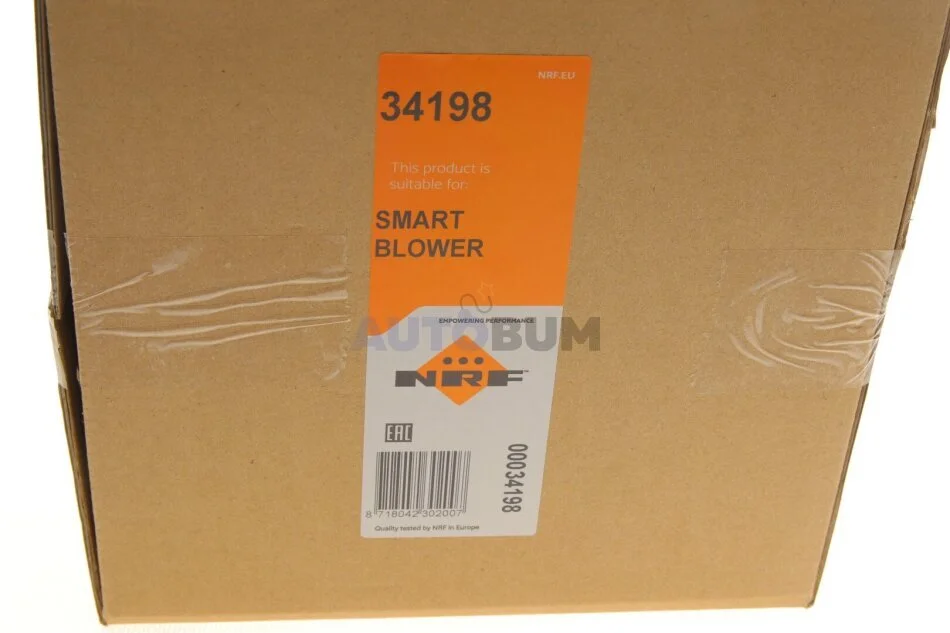 NRF.EU
34198
This product is
suitable for:
SMART
BLOWER
EMPOWERING PERFORMANCE
AUTOBUM
NRF™
EAC
00034198
8 718042 302007
Quality tested by NRF in Europe